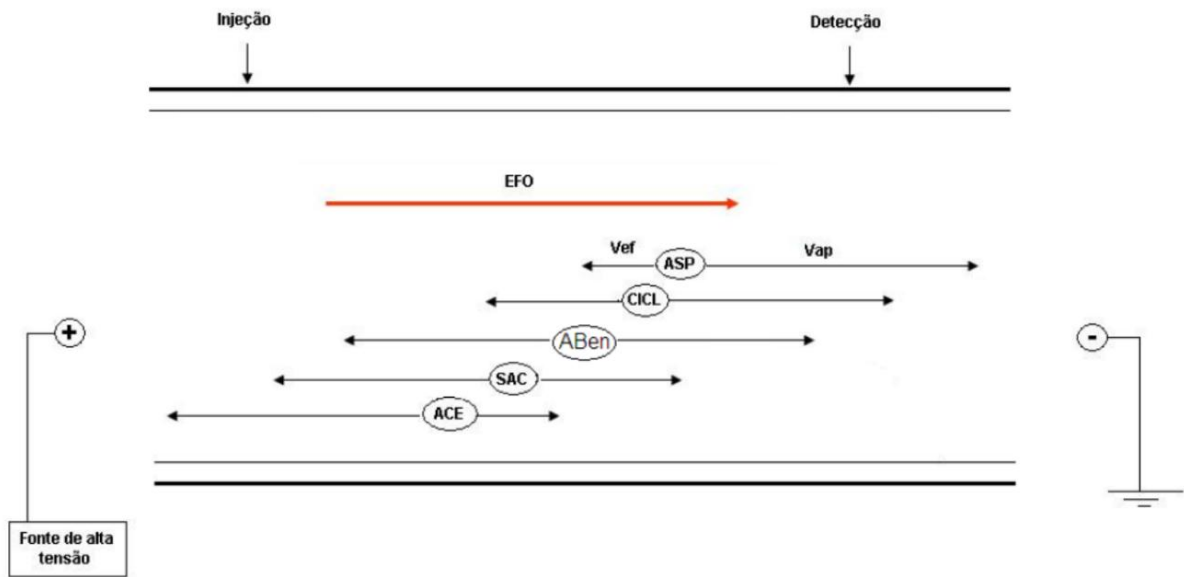 Injeção
Detecção
EFO
Vef
ASP
Vap
CICL
+
ABen
-
SAC
ACE
Fonte de alta
tensão